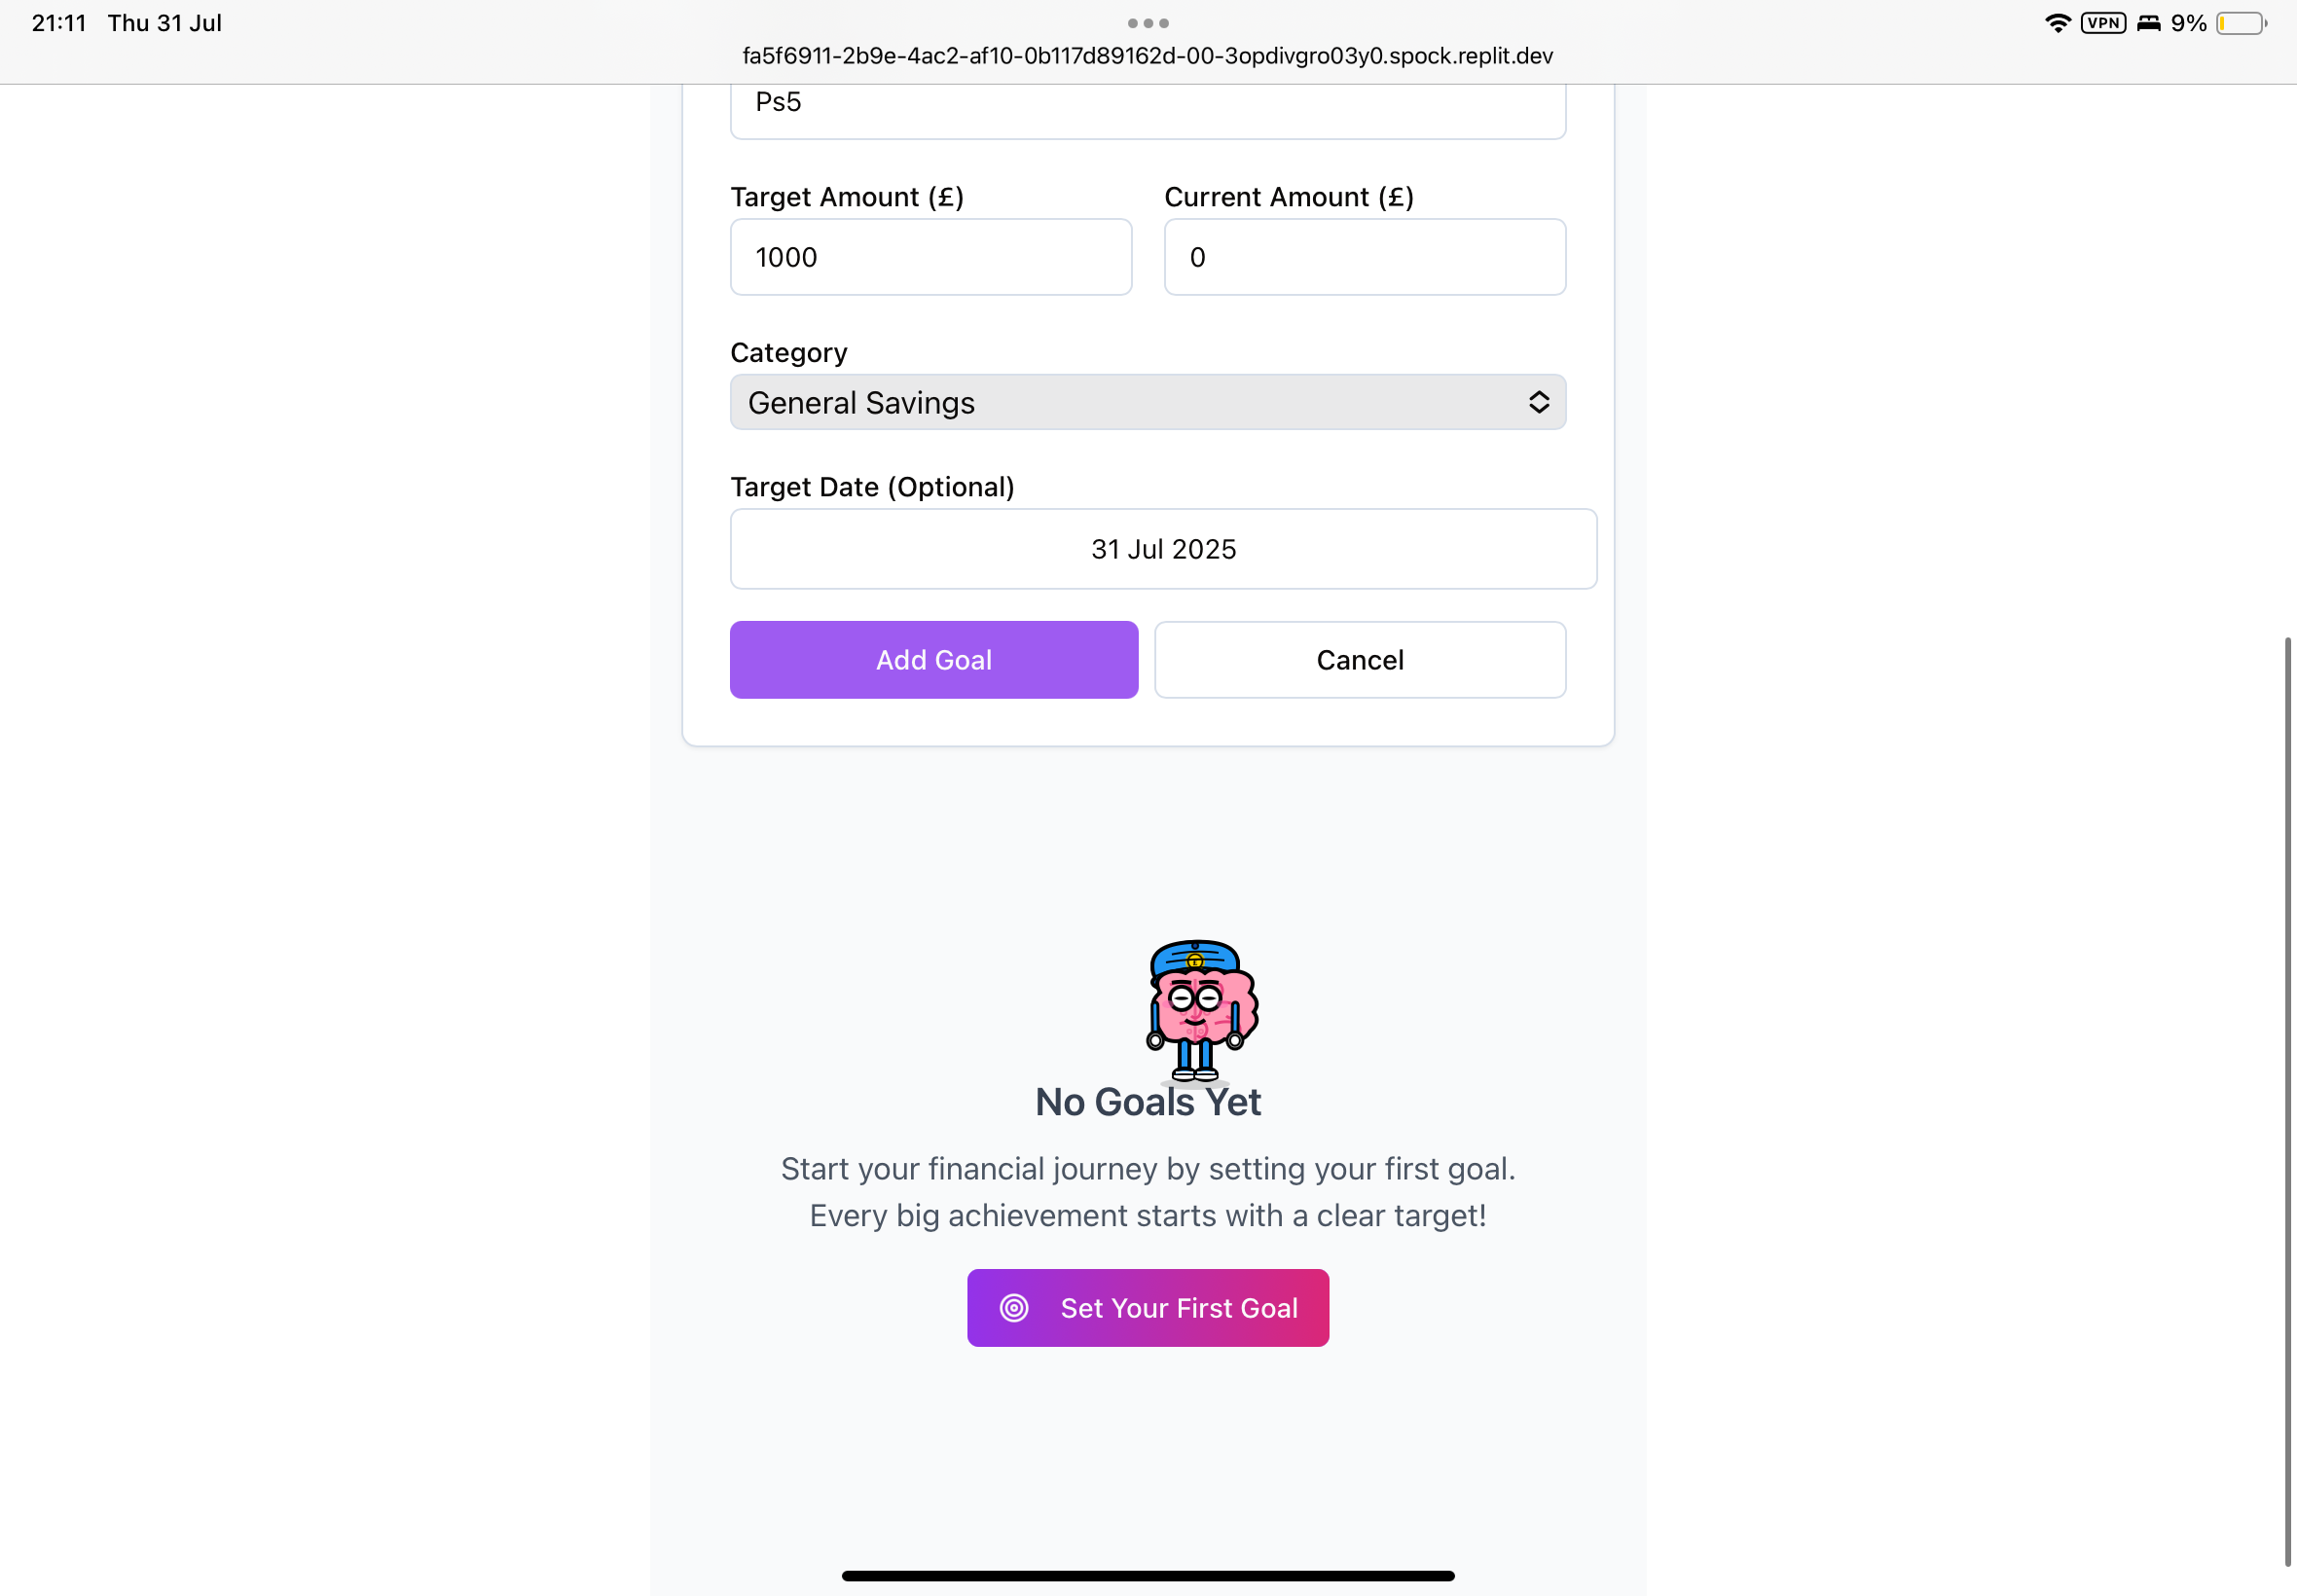 21:11 Thu 31 Jul
VPN 9%
fa5f6911-2b9e-4ac2-af10-0b117d89162d-00-3opdivgro03y0.spock.replit.dev
Ps5
Target Amount (£) Current Amount (£)
1000 0
Category
General Savings
Target Date (Optional)
31 Jul 2025
Add Goal Cancel
£
No Goals Yet
Start your financial journey by setting your first goal.
Every big achievement starts with a clear target!
Set Your First Goal